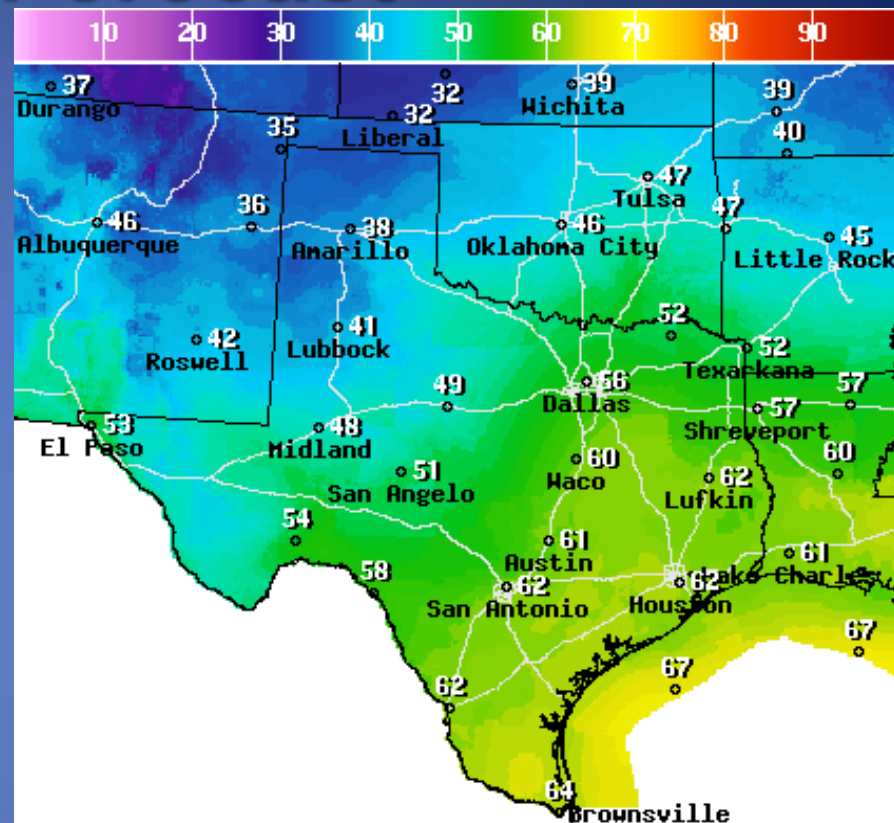 10 20 30 40 50 60 70 80 90
37 Durango
32
32 Liberal
39 Wichita
39
40
35
47 Tulsa
46 Albuquerque
36
38 Amarillo
46 Oklahoma City
47
45 Little Rock
42 Roswell
41 Lubbock
52
52 Texarkana
56 Dallas
49
53 El Paso
48 Midland
57 Shreveport
57
51 San Angelo
60 Waco
62 Lufkin
60
54
61 Austin
61 Lake Charles
58
62 San Antonio
62 Houston
67
67
62
64 Brownsville